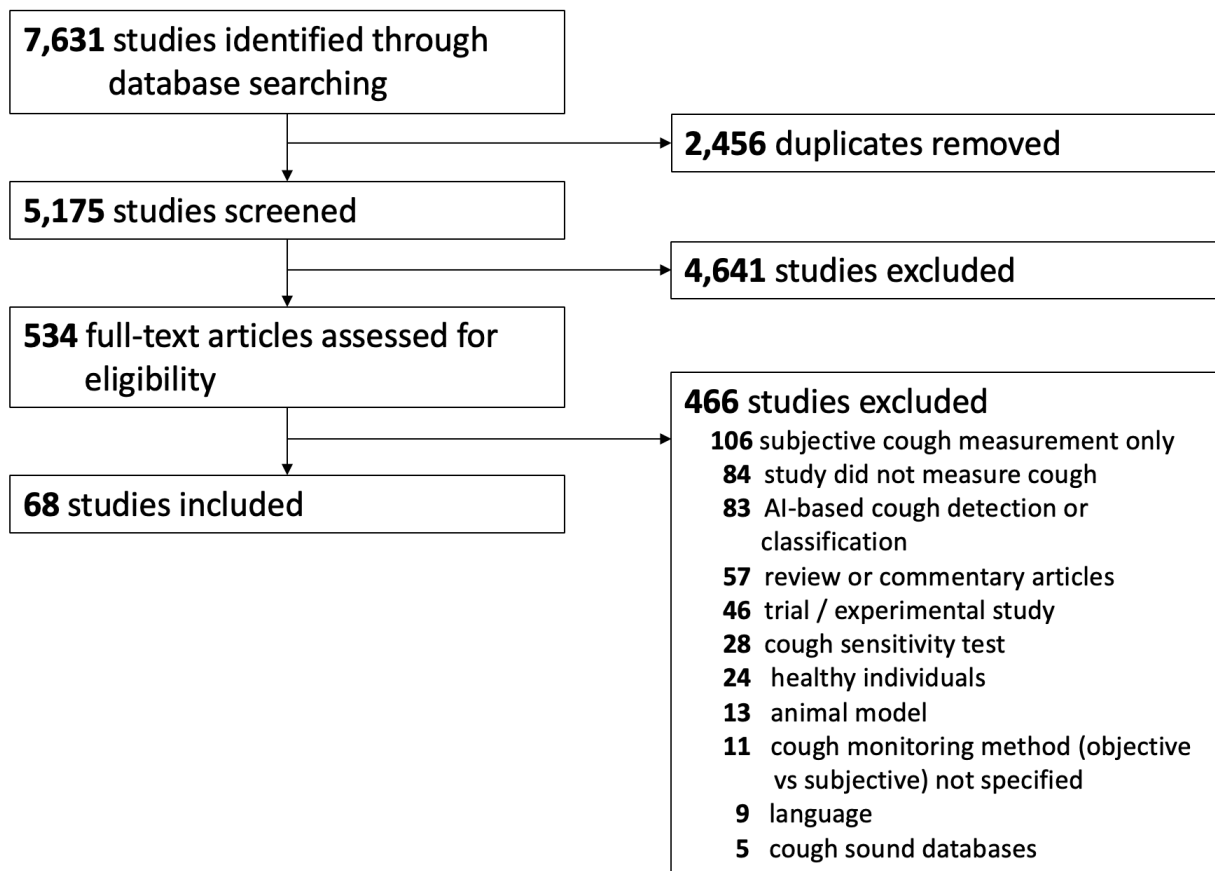 7,631 studies identified through
database searching
2,456 duplicates removed
5,175 studies screened
4,641 studies excluded
534 full-text articles assessed for
eligibility
466 studies excluded
106 subjective cough measurement only
84 study did not measure cough
83 AI-based cough detection or
classification
57 review or commentary articles
46 trial / experimental study
28 cough sensitivity test
24 healthy individuals
13 animal model
11 cough monitoring method (objective
vs subjective) not specified
9 language
5 cough sound databases
68 studies included